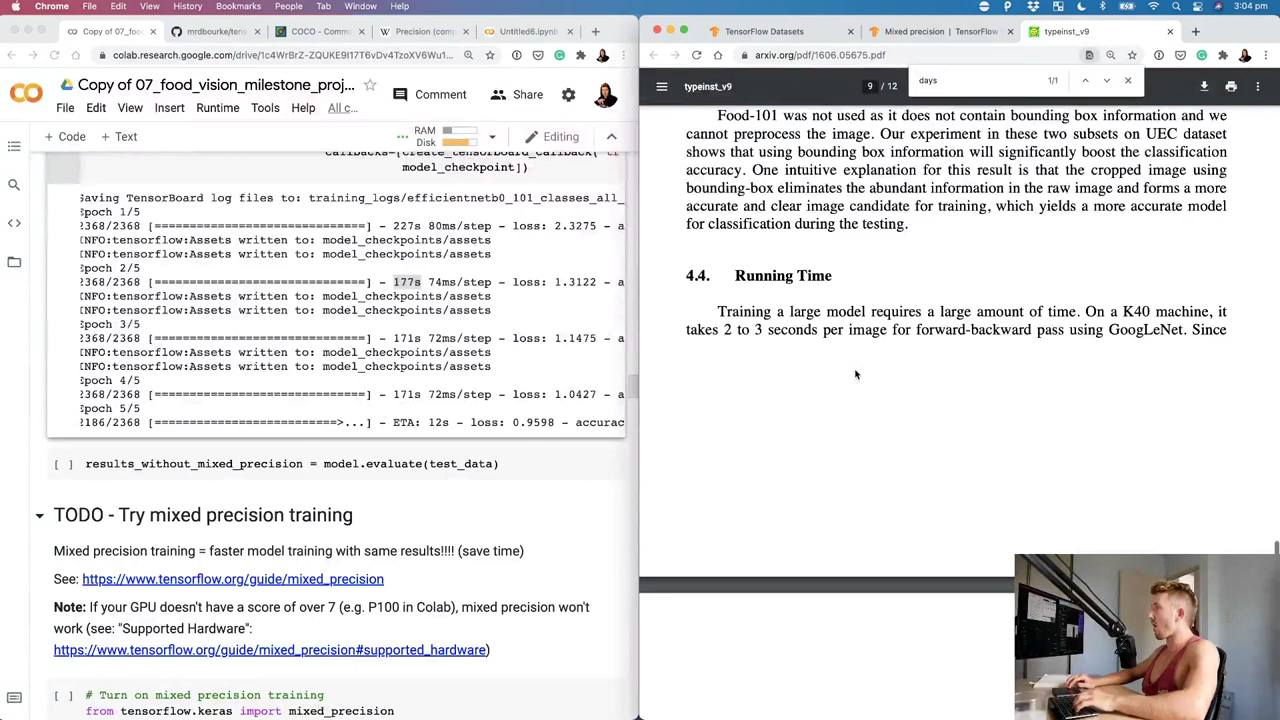 Chrome File Edit View History Bookmarks People Tab Window Help 3:04 pm
Copy of 07_food
mrdbourke/tens
COCO - Commo
Precision (comp
Untitled6.ipynb
colab.research.google.com/drive/1c4WrBrZ-ZQUKE9I17T6vDv7Tzdv4ovrWu1...
Copy of 07_food_vision_milestone_proj...
Comment
Share
File Edit View Insert Runtime Tools Help All c...
+ Code + Text
RAM
Disk
Editing
callbacks=[create_tensorboard_callback("
model_checkpoint])
Saving TensorBoard log files to: training_logs/efficientnetb0_101_classes_all_
Epoch 1/5
2368/2368 [==============================] - 227s 80ms/step - loss: 2.3275 - a
INFO:tensorflow:Assets written to: model_checkpoints/assets
INFO:tensorflow:Assets written to: model_checkpoints/assets
Epoch 2/5
2368/2368 [==============================] - 177s 74ms/step - loss: 1.3122 - a
INFO:tensorflow:Assets written to: model_checkpoints/assets
INFO:tensorflow:Assets written to: model_checkpoints/assets
Epoch 3/5
2368/2368 [==============================] - 171s 72ms/step - loss: 1.1475 - a
INFO:tensorflow:Assets written to: model_checkpoints/assets
INFO:tensorflow:Assets written to: model_checkpoints/assets
Epoch 4/5
2368/2368 [==============================] - 171s 72ms/step - loss: 1.0427 - a
Epoch 5/5
2186/2368 [==========================>...] - ETA: 12s - loss: 0.9598 - accurac
[ ] results_without_mixed_precision = model.evaluate(test_data)
TODO - Try mixed precision training
Mixed precision training = faster model training with same results!!!! (save time)
See: https://www.tensorflow.org/guide/mixed_precision
Note: If your GPU doesn't have a score of over 7 (e.g. P100 in Colab), mixed precision won't
work (see: "Supported Hardware":
https://www.tensorflow.org/guide/mixed_precision#supported_hardware)
[ ] # Turn on mixed precision training
from tensorflow.keras import mixed_precision
TensorFlow Datasets
Mixed precision | TensorFlow
typeinst_v9
arxiv.org/pdf/1606.05675.pdf
days 1/1
typeinst_v9
9 / 12
Food-101 was not used as it does not contain bounding box information and we
cannot preprocess the image. Our experiment in these two subsets on UEC dataset
shows that using bounding box information will significantly boost the classification
accuracy. One intuitive explanation for this result is that the cropped image using
bounding-box eliminates the abundant information in the raw image and forms a more
accurate and clear image candidate for training, which yields a more accurate model
for classification during the testing.
4.4. Running Time
Training a large model requires a large amount of time. On a K40 machine, it
takes 2 to 3 seconds per image for forward-backward pass using GoogLeNet. Since